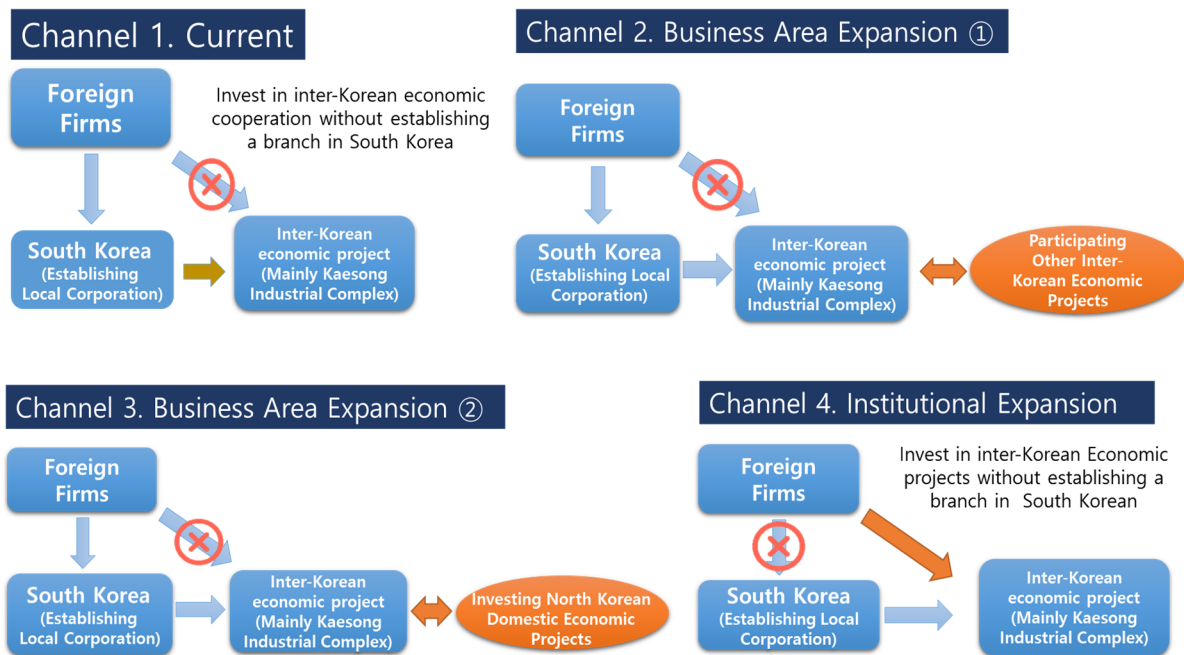 Channel 1. Current
Foreign
Firms
Invest in inter-Korean economic
cooperation without establishing
a branch in South Korea
South Korea
(Establishing
Local Corporation)
Inter-Korean
economic project
(Mainly Kaesong
Industrial Complex)
Channel 2. Business Area Expansion ①
Foreign
Firms
South Korea
(Establishing Local
Corporation)
Inter-Korean
economic project
(Mainly Kaesong
Industrial Complex)
Participating
Other Inter-
Korean Economic
Projects
Channel 3. Business Area Expansion ②
Foreign
Firms
South Korea
(Establishing
Local Corporation)
Inter-Korean
economic project
(Mainly Kaesong
Industrial Complex)
Investing North Korean
Domestic Economic
Projects
Channel 4. Institutional Expansion
Foreign
Firms
Invest in inter-Korean Economic
projects without establishing a
branch in South Korean
South Korea
(Establishing Local
Corporation)
Inter-Korean
economic project
(Mainly Kaesong
Industrial Complex)